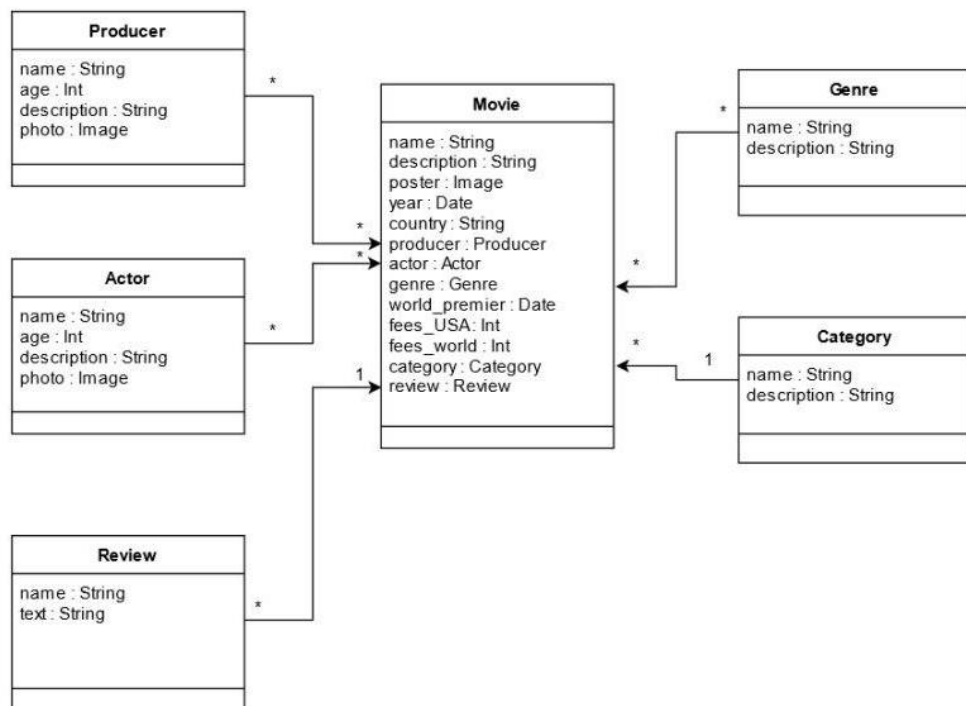 Producer
name : String
age : Int
description : String
photo : Image
*
*
Actor
name : String
age : Int
description : String
photo : Image
*
*
Review
name : String
text : String
*
1
Movie
name : String
description : String
poster : Image
year : Date
country : String
producer : Producer
actor : Actor
genre : Genre
world_premier : Date
fees_USA: Int
fees_world : Int
category : Category
review : Review
Genre
name : String
description : String
*
*
Category
name : String
description : String
1
*